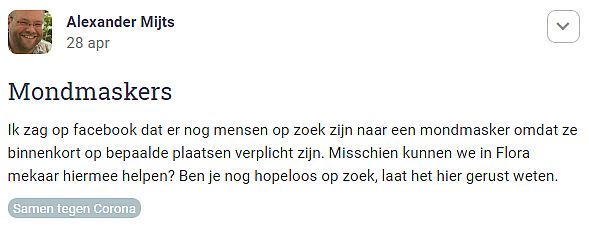 Alexander Mijts
28 apr
Mondmaskers
Ik zag op facebook dat er nog mensen op zoek zijn naar een mondmasker omdat ze
binnenkort op bepaalde plaatsen verplicht zijn. Misschien kunnen we in Flora
mekaar hiermee helpen? Ben je nog hopeloos op zoek, laat het hier gerust weten.
Samen tegen Corona